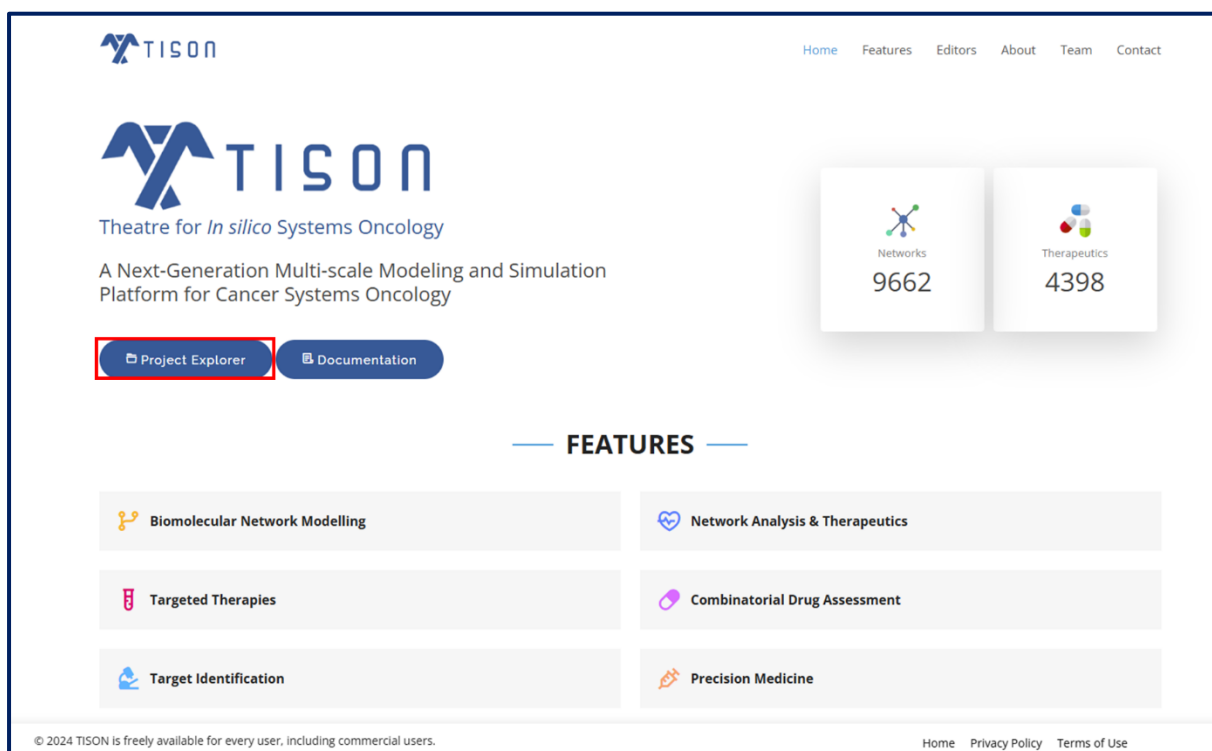 TISON
Home Features Editors About Team Contact
TISON
Theatre for In silico Systems Oncology
A Next-Generation Multi-scale Modeling and Simulation
Platform for Cancer Systems Oncology
Networks
9662
Therapeutics
4398
Project Explorer
Documentation
FEATURES
Biomolecular Network Modelling
Network Analysis & Therapeutics
Targeted Therapies
Combinatorial Drug Assessment
Target Identification
Precision Medicine
© 2024 TISON is freely available for every user, including commercial users.
Home Privacy Policy Terms of Use